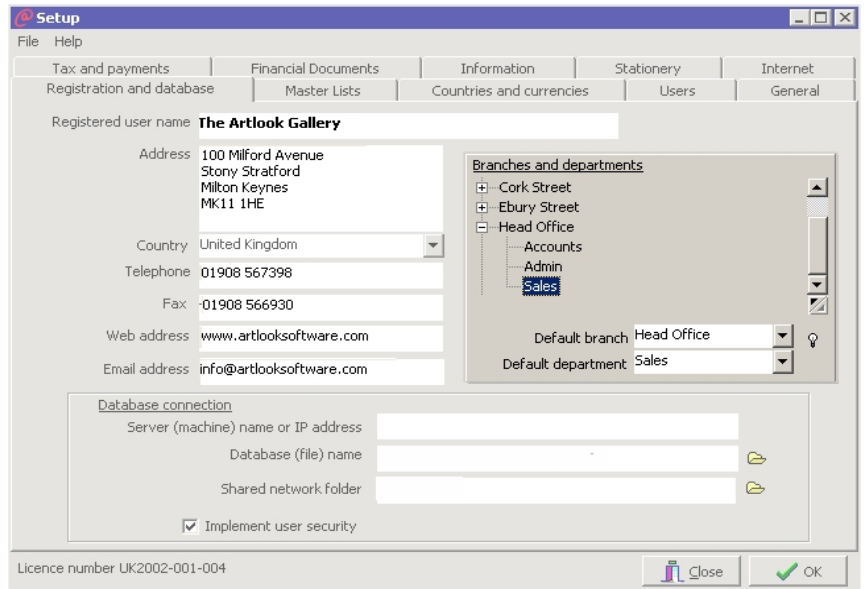 Setup
File Help
Tax and payments Financial Documents Information Stationery Internet
Registration and database Master Lists Countries and currencies Users General
Registered user name The Artlook Gallery
Address 100 Milford Avenue
Stony Stratford
Milton Keynes
MK11 1HE
Country United Kingdom
Telephone 01908 567398
Fax 01908 566930
Web address www.artlooksoftware.com
Email address info@artlooksoftware.com
Branches and departments
Cork Street
Ebury Street
Head Office
Accounts
Admin
Sales
Default branch Head Office
Default department Sales
Database connection
Server (machine) name or IP address
Database (file) name
Shared network folder
Implement user security
Licence number UK2002-001-004
Close OK